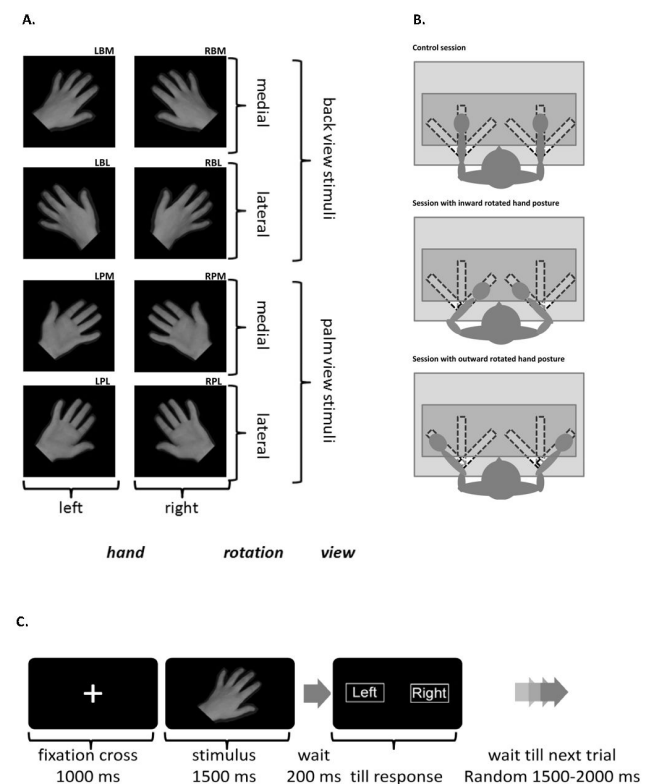 A.
LBM
RBM
medial
LBL
RBL
lateral
back view stimuli
LPM
RPM
medial
LPL
RPL
lateral
palm view stimuli
left
right
hand
rotation
view
B.
Control session
Session with inward rotated hand posture
Session with outward rotated hand posture
C.
Left
Right
fixation cross
1000 ms
stimulus
1500 ms
wait
200 ms
till response
wait till next trial
Random 1500-2000 ms